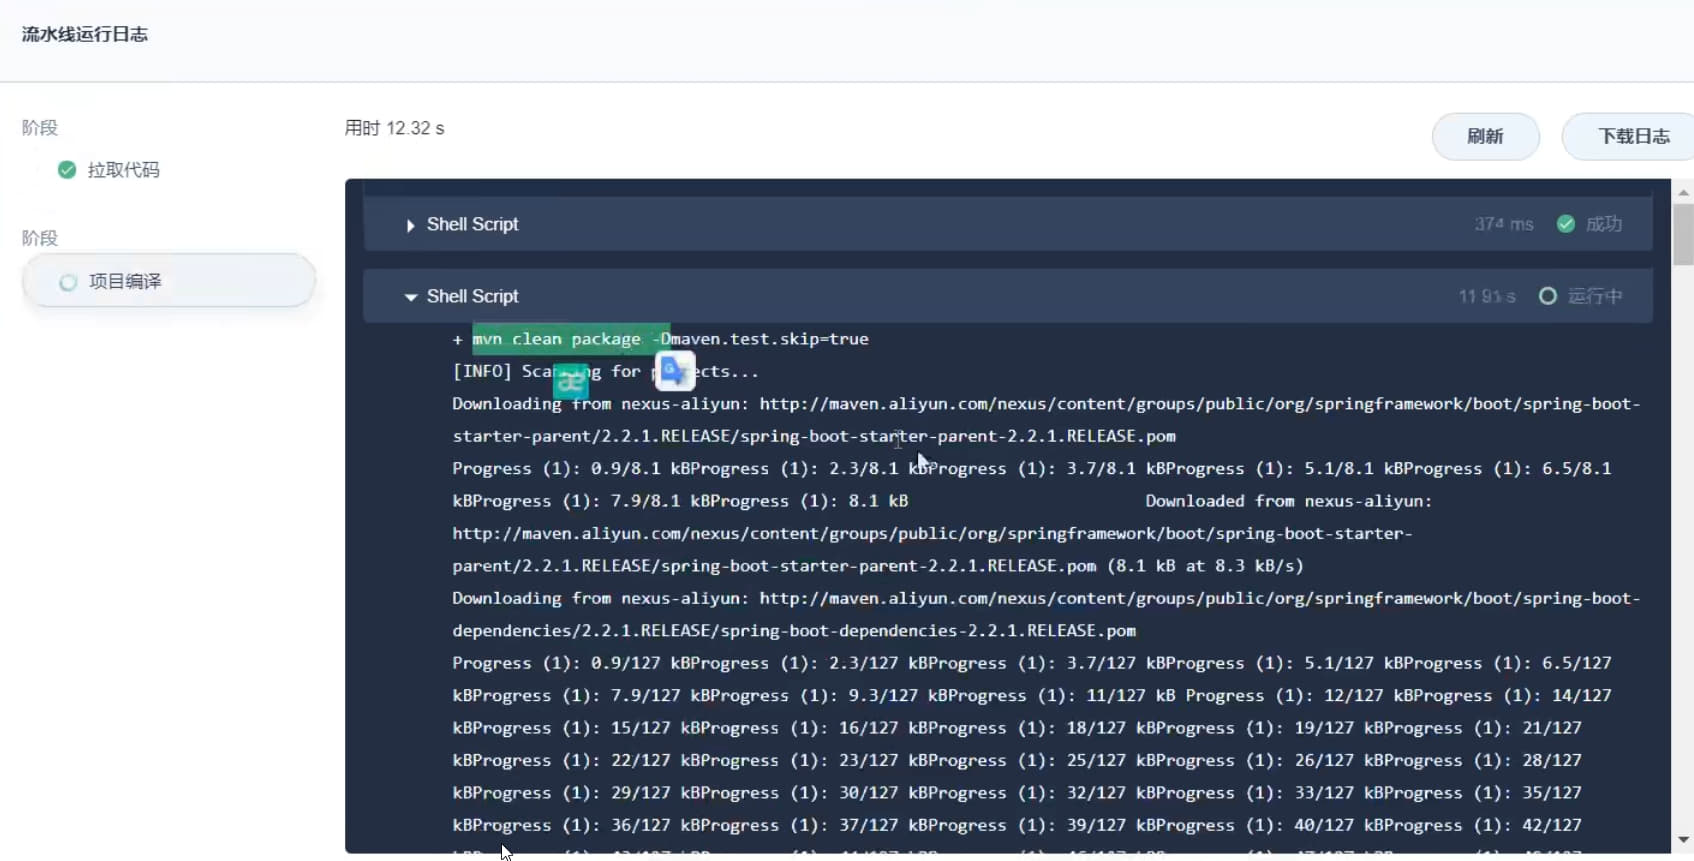 流水线运行日志
阶段
拉取代码
阶段
项目编译
用时 12.32 s
刷新
下载日志
Shell Script
374 ms
成功
Shell Script
11.91 s
运行中
+ mvn clean package -Dmaven.test.skip=true
[INFO] Scanning for projects...
Downloading from nexus-aliyun: http://maven.aliyun.com/nexus/content/groups/public/org/springframework/boot/spring-boot-
starter-parent/2.2.1.RELEASE/spring-boot-starter-parent-2.2.1.RELEASE.pom
Progress (1): 0.9/8.1 kBProgress (1): 2.3/8.1 kBProgress (1): 3.7/8.1 kBProgress (1): 5.1/8.1 kBProgress (1): 6.5/8.1
kBProgress (1): 7.9/8.1 kBProgress (1): 8.1 kB Downloaded from nexus-aliyun:
http://maven.aliyun.com/nexus/content/groups/public/org/springframework/boot/spring-boot-starter-
parent/2.2.1.RELEASE/spring-boot-starter-parent-2.2.1.RELEASE.pom (8.1 kB at 8.3 kB/s)
Downloading from nexus-aliyun: http://maven.aliyun.com/nexus/content/groups/public/org/springframework/boot/spring-boot-
dependencies/2.2.1.RELEASE/spring-boot-dependencies-2.2.1.RELEASE.pom
Progress (1): 0.9/127 kBProgress (1): 2.3/127 kBProgress (1): 3.7/127 kBProgress (1): 5.1/127 kBProgress (1): 6.5/127
kBProgress (1): 7.9/127 kBProgress (1): 9.3/127 kBProgress (1): 11/127 kB Progress (1): 12/127 kBProgress (1): 14/127
kBProgress (1): 15/127 kBProgress (1): 16/127 kBProgress (1): 18/127 kBProgress (1): 19/127 kBProgress (1): 21/127
kBProgress (1): 22/127 kBProgress (1): 23/127 kBProgress (1): 25/127 kBProgress (1): 26/127 kBProgress (1): 28/127
kBProgress (1): 29/127 kBProgress (1): 30/127 kBProgress (1): 32/127 kBProgress (1): 33/127 kBProgress (1): 35/127
kBProgress (1): 36/127 kBProgress (1): 37/127 kBProgress (1): 39/127 kBProgress (1): 40/127 kBProgress (1): 42/127